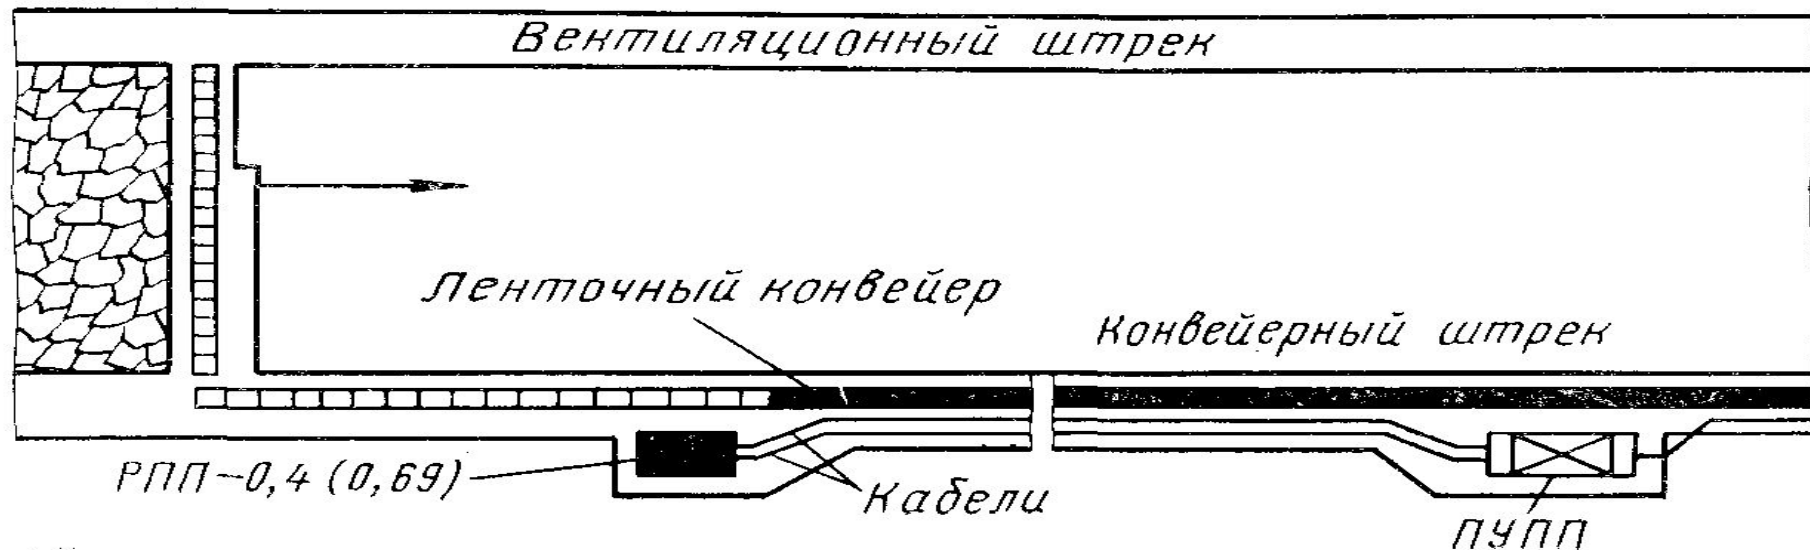 Вентиляционный штрек
Ленточный конвейер
Конвейерный штрек
РПП-0,4 (0,69)
Кабели
ПУПП